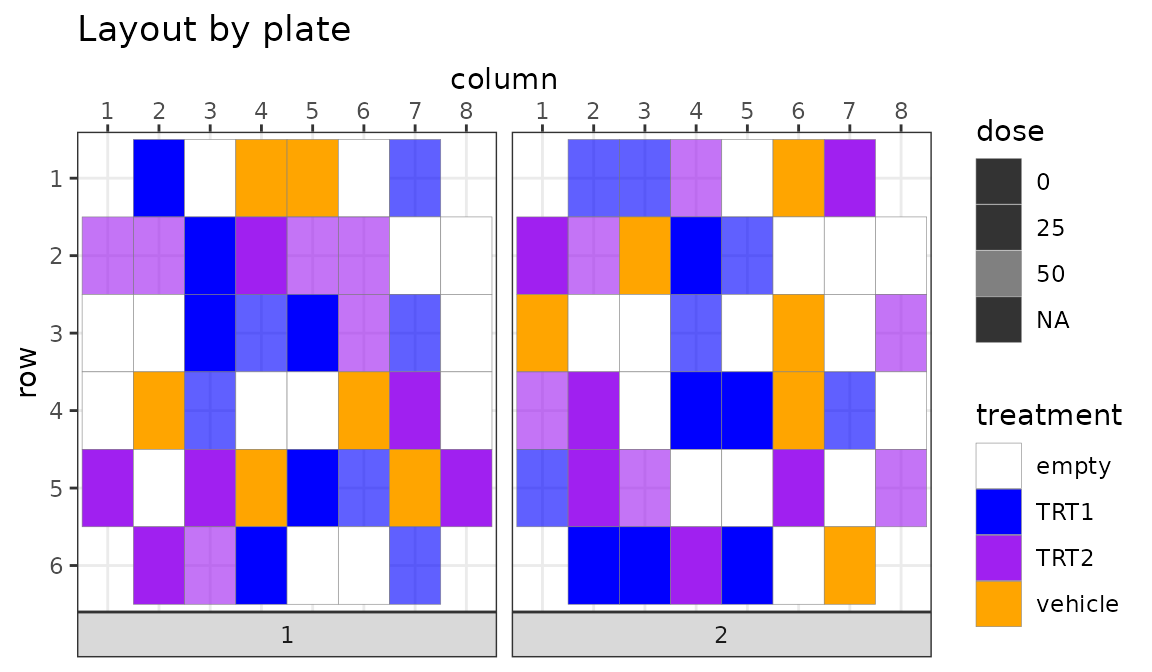 Layout by plate
column
1 2 3 4 5 6 7 8 1 2 3 4 5 6 7 8
row
1
2
3
4
5
6
1 2
dose
0
25
50
NA
treatment
empty
TRT1
TRT2
vehicle